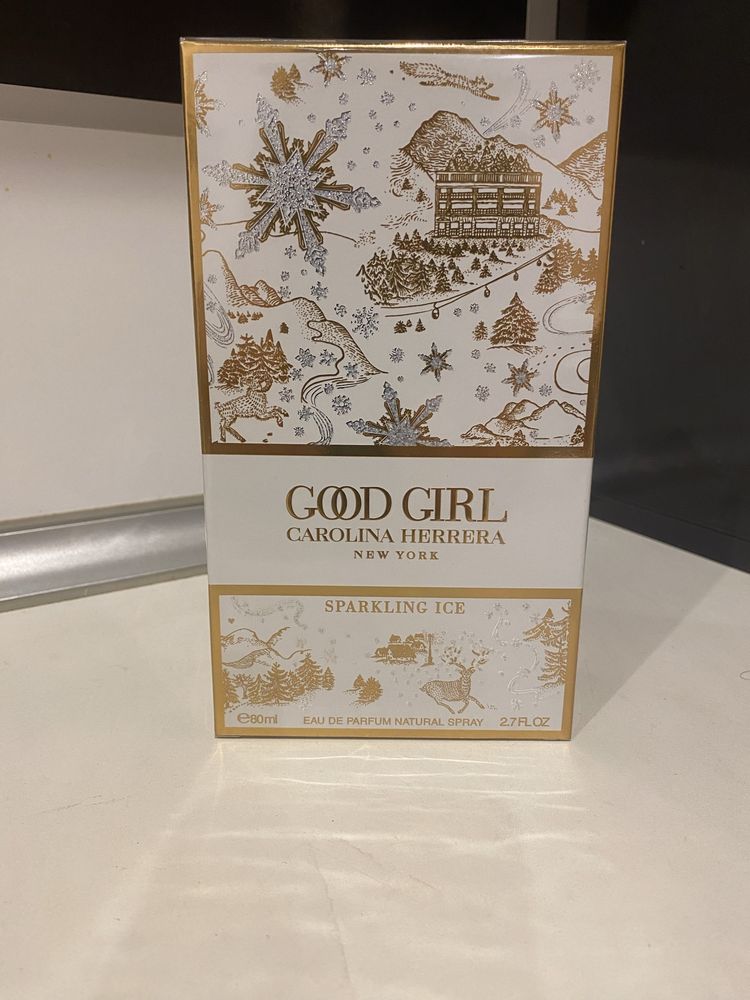 GOOD GIRL
CAROLINA HERRERA
NEW YORK
SPARKLING ICE
℮80ml EAU DE PARFUM NATURAL SPRAY 2.7 FL OZ